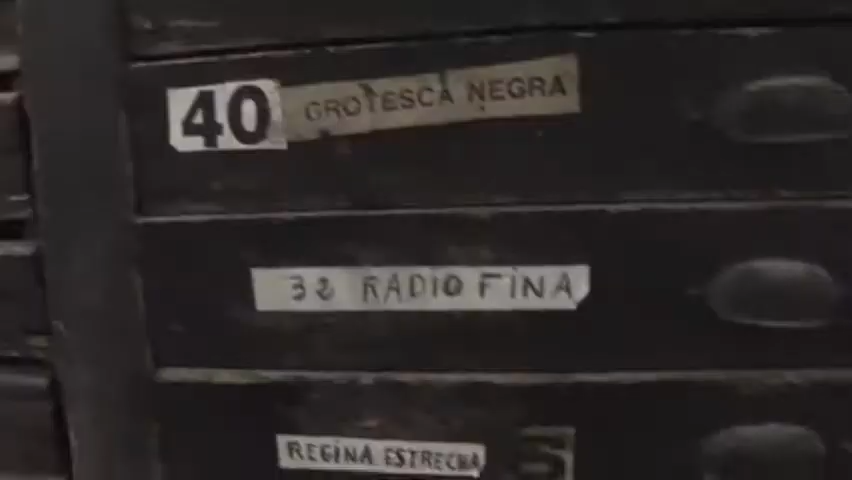 40 GROTESCA NEGRA
32 RADIO FINA
REGINA ESTRECHA